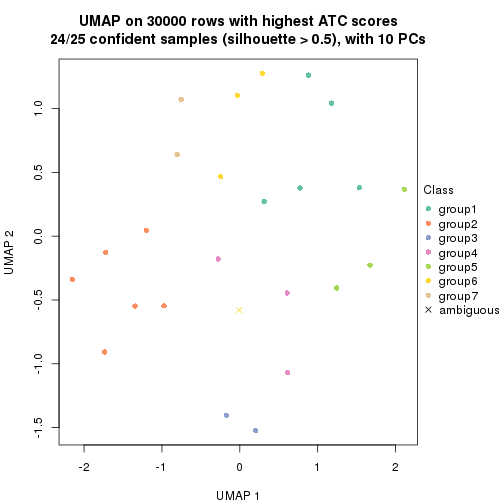 UMAP on 30000 rows with highest ATC scores
24/25 confident samples (silhouette > 0.5), with 10 PCs
1.0
0.5
0.0
-0.5
-1.0
-1.5
UMAP 2
-2
-1
0
1
2
UMAP 1
Class
group1
group2
group3
group4
group5
group6
group7
ambiguous